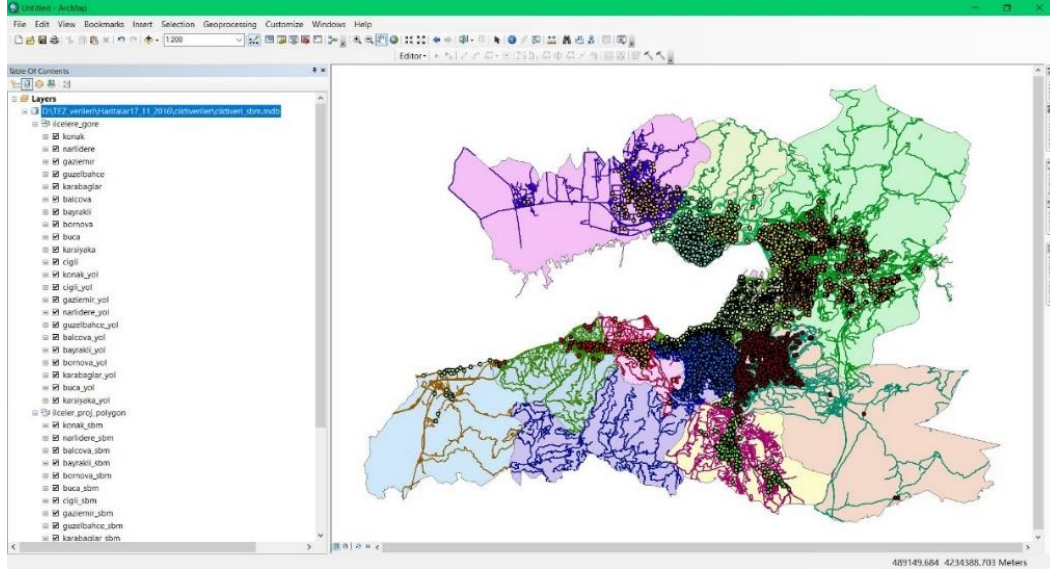 Untitled - ArcMap
File Edit View Bookmarks Insert Selection Geoprocessing Customize Windows Help
1:200
Editor
Table Of Contents
Layers
D:\TEZ_verileri\Haritalar17_11_2016\ciktiveriler\ciktiveri_sbm.mdb
ilcelere_gore
konak
narlidere
gaziemir
guzelbahce
karabaglar
balcova
bayrakli
bornova
buca
karsiyaka
cigli
konak_yol
cigli_yol
gaziemir_yol
narlidere_yol
guzelbahce_yol
balcova_yol
bayrakli_yol
bornova_yol
karabaglar_yol
buca_yol
karsiyaka_yol
ilceler_proj_polygon
konak_sbm
narlidere_sbm
balcova_sbm
bayrakli_sbm
bornova_sbm
buca_sbm
cigli_sbm
gaziemir_sbm
guzelbahce_sbm
karabaglar_sbm
489149.684 4234388.703 Meters